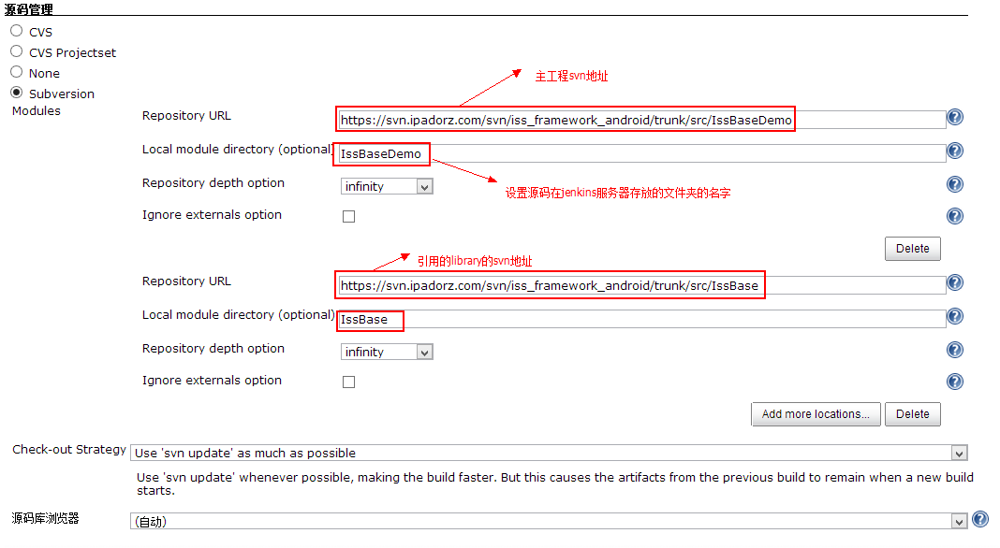 源码管理
CVS
CVS Projectset
None
Subversion
Modules
主工程svn地址
Repository URL
https://svn.ipadorz.com/svn/iss_framework_android/trunk/src/IssBaseDemo
Local module directory (optional)
IssBaseDemo
Repository depth option
infinity
设置源码在jenkins服务器存放的文件夹的名字
Ignore externals option
Delete
引用的library的svn地址
Repository URL
https://svn.ipadorz.com/svn/iss_framework_android/trunk/src/IssBase
Local module directory (optional)
IssBase
Repository depth option
infinity
Ignore externals option
Add more locations...
Delete
Check-out Strategy
Use 'svn update' as much as possible
Use 'svn update' whenever possible, making the build faster. But this causes the artifacts from the previous build to remain when a new build
starts.
源码库浏览器
(自动)